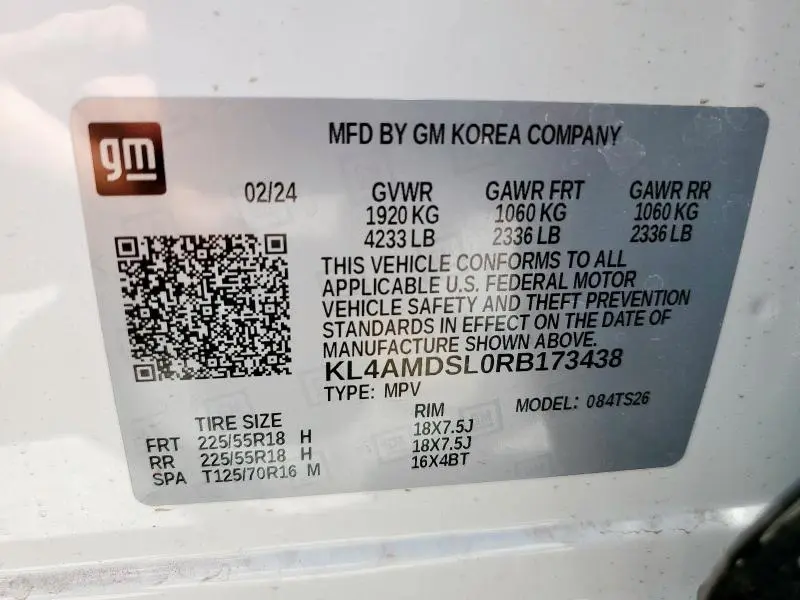 gm
MFD BY GM KOREA COMPANY
02/24 GVWR GAWR FRT GAWR RR
1920 KG 1060 KG 1060 KG
4233 LB 2336 LB 2336 LB
THIS VEHICLE CONFORMS TO ALL
APPLICABLE U.S. FEDERAL MOTOR
VEHICLE SAFETY AND THEFT PREVENTION
STANDARDS IN EFFECT ON THE DATE OF
MANUFACTURE SHOWN ABOVE.
KL4AMDSL0RB173438
TYPE: MPV MODEL: 084TS26
TIRE SIZE RIM
FRT 225/55R18 H 18X7.5J
RR 225/55R18 H 18X7.5J
SPA T125/70R16 M 16X4BT